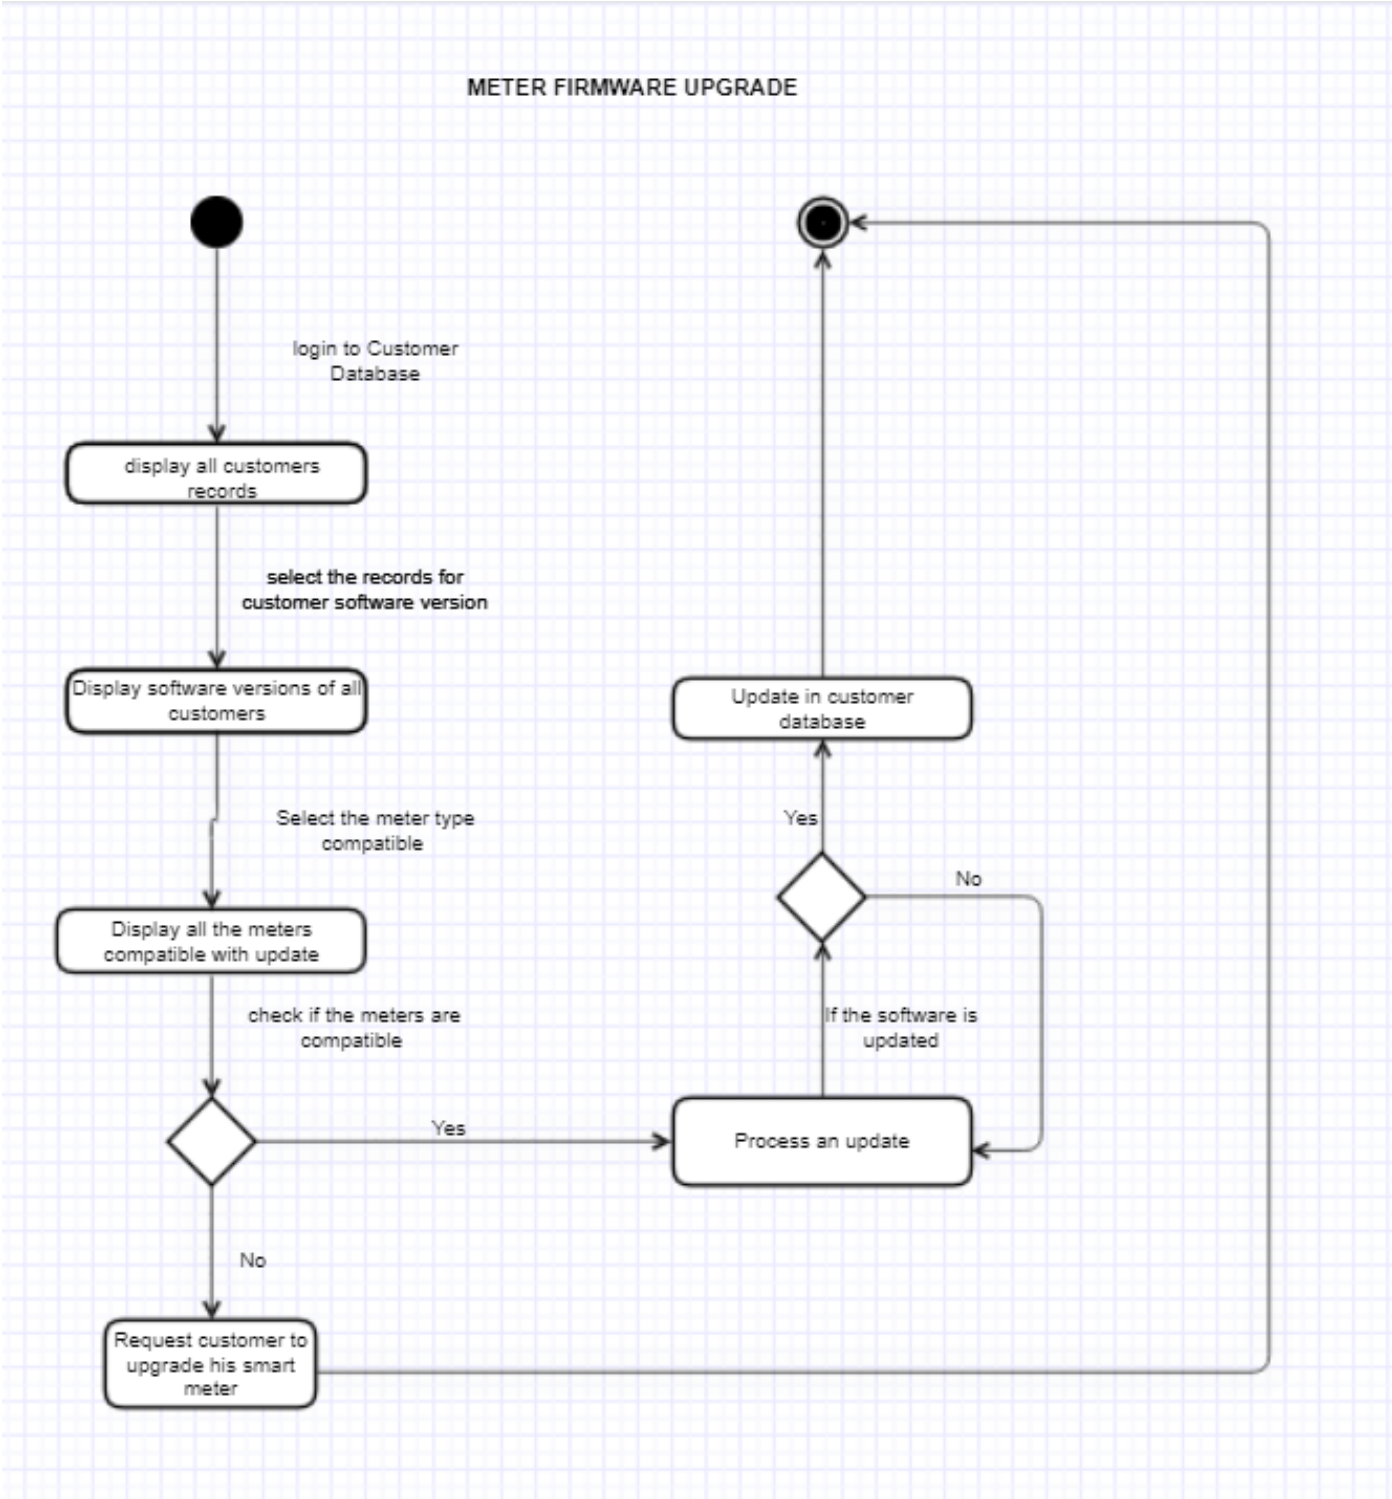 METER FIRMWARE UPGRADE
login to Customer
Database
display all customers
records
select the records for
customer software version
Display software versions of all
customers
Select the meter type
compatible
Display all the meters
compatible with update
check if the meters are
compatible
Yes
No
Request customer to
upgrade his smart
meter
Update in customer
database
Yes
No
If the software is
updated
Process an update